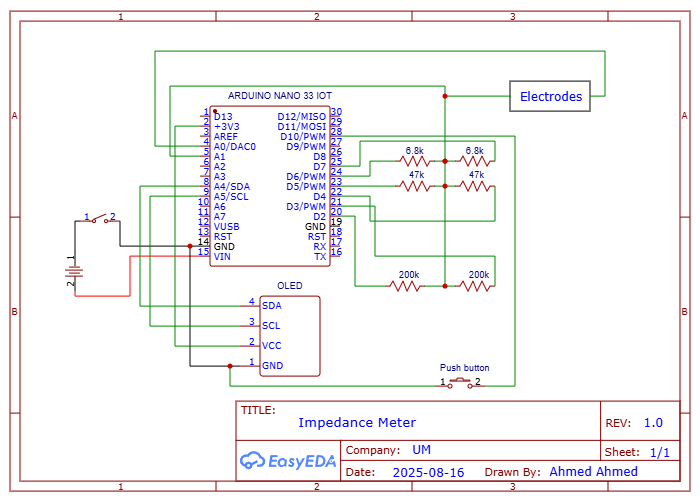 1 2 3
A A
B B
1 2 3
ARDUINO NANO 33 IOT
1 D13 D12/MISO 30
2 +3V3 D11/MOSI 29
3 AREF D10/PWM 28
4 A0/DAC0 D9/PWM 27
5 A1 D8 26
6 A2 D7 25
7 A3 D6/PWM 24
8 A4/SDA D5/PWM 23
9 A5/SCL D4 22
10 A6 D3/PWM 21
11 A7 D2 20
12 VUSB GND 19
13 RST RST 18
14 GND RX 17
15 VIN TX 16
Electrodes
6.8k 6.8k
47k 47k
200k 200k
1 2
1
2
OLED
4 SDA
3 SCL
2 VCC
1 GND
Push button
1 2
TITLE:
Impedance Meter
REV: 1.0
EasyEDA
Company: UM
Sheet: 1/1
Date: 2025-08-16 Drawn By: Ahmed Ahmed